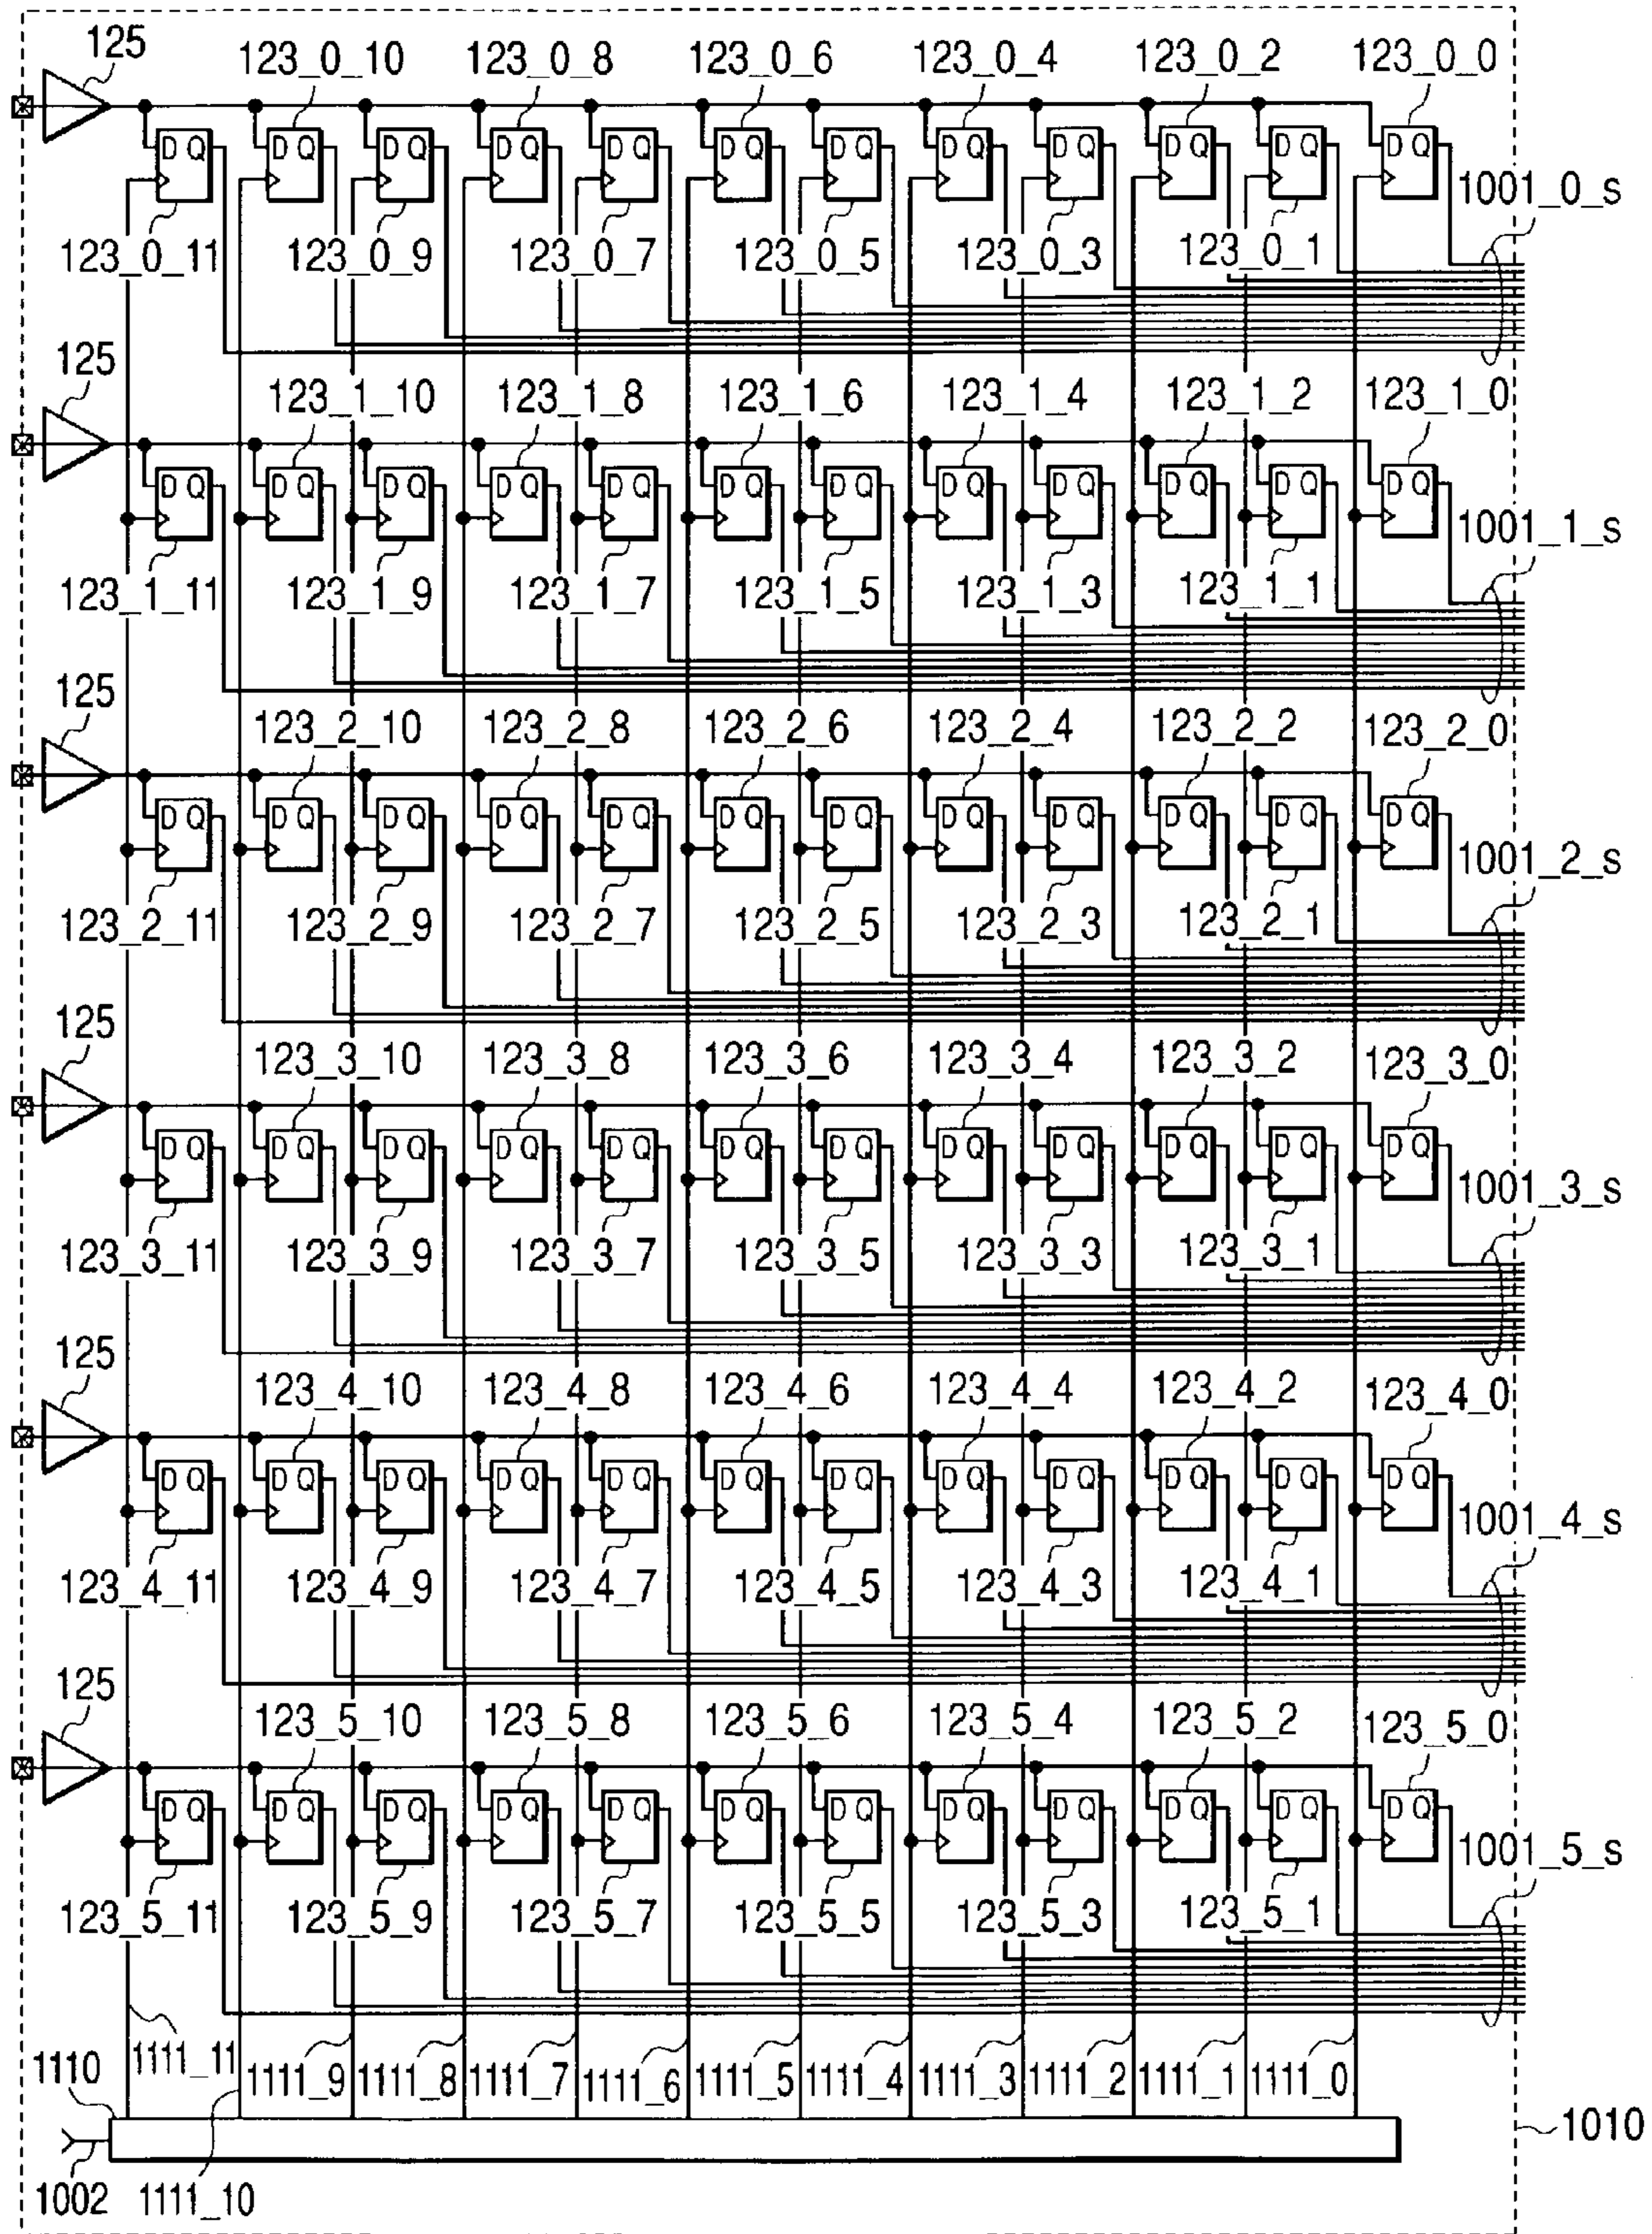 125 123_0_10 123_0_8 123_0_6 123_0_4 123_0_2 123_0_0
D Q D Q D Q D Q D Q D Q D Q D Q D Q D Q D Q D Q
1001_0_s
123_0_11 123_0_9 123_0_7 123_0_5 123_0_3 123_0_1
125 123_1_10 123_1_8 123_1_6 123_1_4 123_1_2 123_1_0
D Q D Q D Q D Q D Q D Q D Q D Q D Q D Q D Q D Q
1001_1_s
123_1_11 123_1_9 123_1_7 123_1_5 123_1_3 123_1_1
125 123_2_10 123_2_8 123_2_6 123_2_4 123_2_2 123_2_0
D Q D Q D Q D Q D Q D Q D Q D Q D Q D Q D Q D Q
1001_2_s
123_2_11 123_2_9 123_2_7 123_2_5 123_2_3 123_2_1
125 123_3_10 123_3_8 123_3_6 123_3_4 123_3_2 123_3_0
D Q D Q D Q D Q D Q D Q D Q D Q D Q D Q D Q D Q
1001_3_s
123_3_11 123_3_9 123_3_7 123_3_5 123_3_3 123_3_1
125 123_4_10 123_4_8 123_4_6 123_4_4 123_4_2 123_4_0
D Q D Q D Q D Q D Q D Q D Q D Q D Q D Q D Q D Q
1001_4_s
123_4_11 123_4_9 123_4_7 123_4_5 123_4_3 123_4_1
125 123_5_10 123_5_8 123_5_6 123_5_4 123_5_2 123_5_0
D Q D Q D Q D Q D Q D Q D Q D Q D Q D Q D Q D Q
1001_5_s
123_5_11 123_5_9 123_5_7 123_5_5 123_5_3 123_5_1
1110 1111_11 1111_9 1111_8 1111_7 1111_6 1111_5 1111_4 1111_3 1111_2 1111_1 1111_0
1010
1002 1111_10